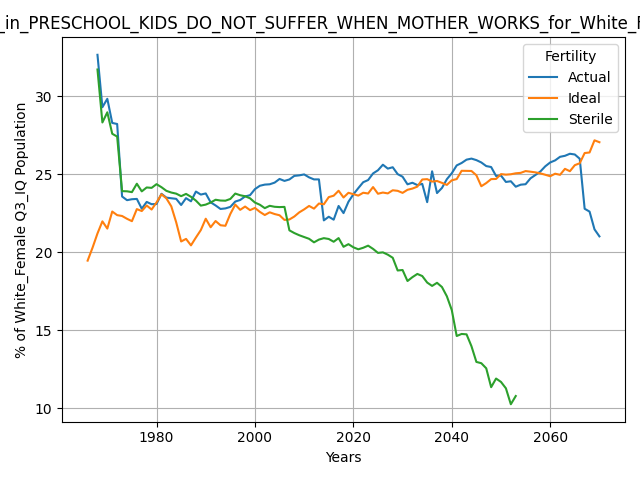 _in_PRESCHOOL_KIDS_DO_NOT_SUFFER_WHEN_MOTHER_WORKS_for_White_F
Fertility
Actual
Ideal
Sterile
% of White_Female Q3_IQ Population
30
25
20
15
10
1980
2000
2020
2040
2060
Years